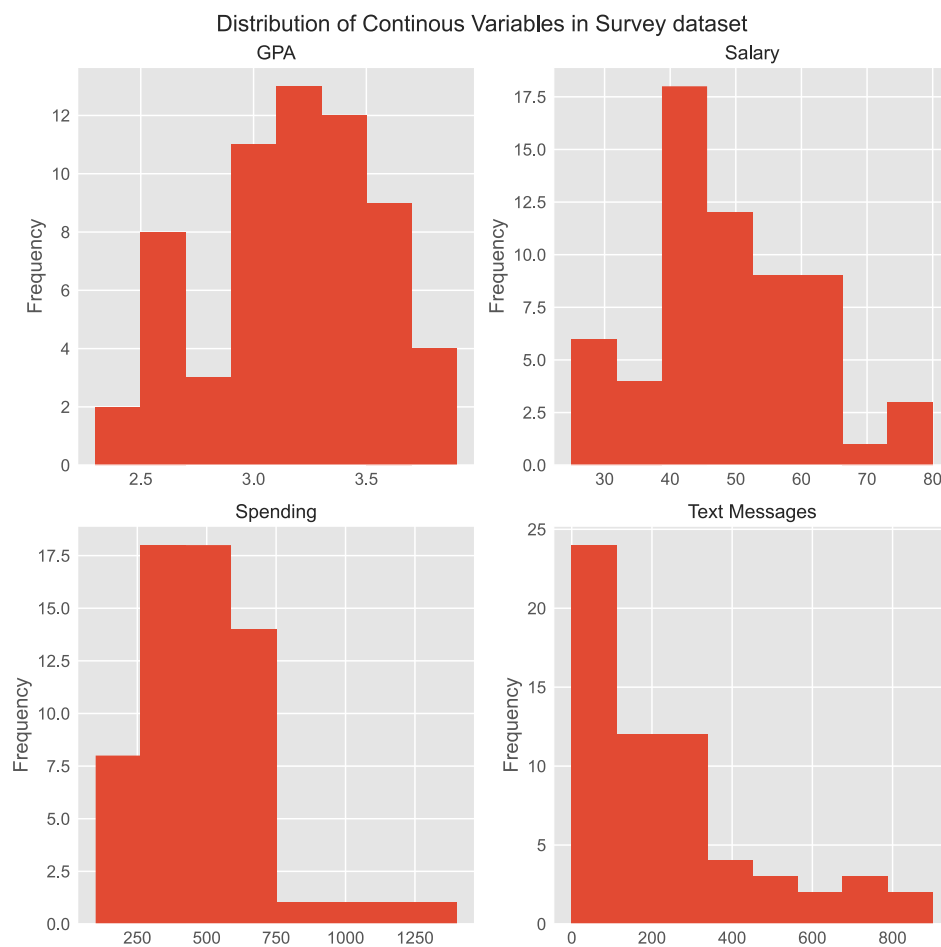 Distribution of Continous Variables in Survey dataset
GPA
Frequency
12
10
8
6
4
2
0
2.5 3.0 3.5
Salary
Frequency
17.5
15.0
12.5
10.0
7.5
5.0
2.5
0.0
30 40 50 60 70 80
Spending
Frequency
17.5
15.0
12.5
10.0
7.5
5.0
2.5
0.0
250 500 750 1000 1250
Text Messages
Frequency
25
20
15
10
5
0
0 200 400 600 800